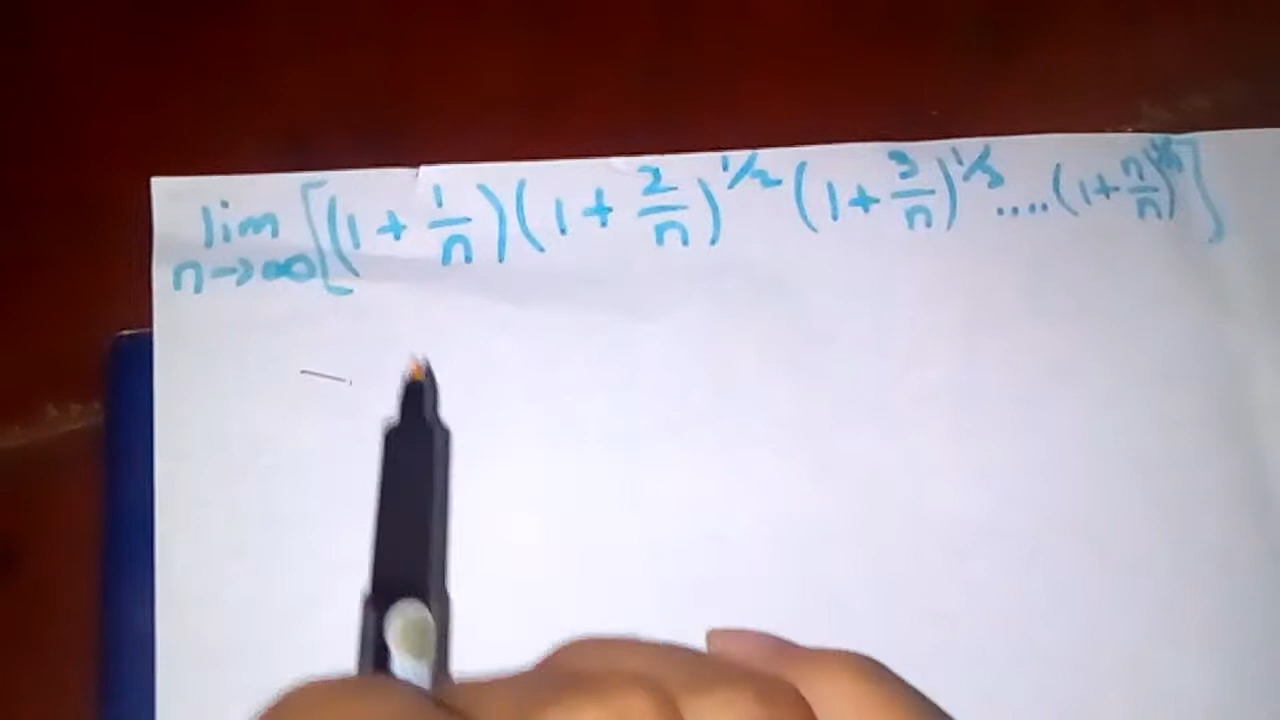 lim [(1 + 1/n)(1 + 2/n)^1/2 (1 + 3/n)^1/3 .... (1 + n/n)^1/n]
n→∞